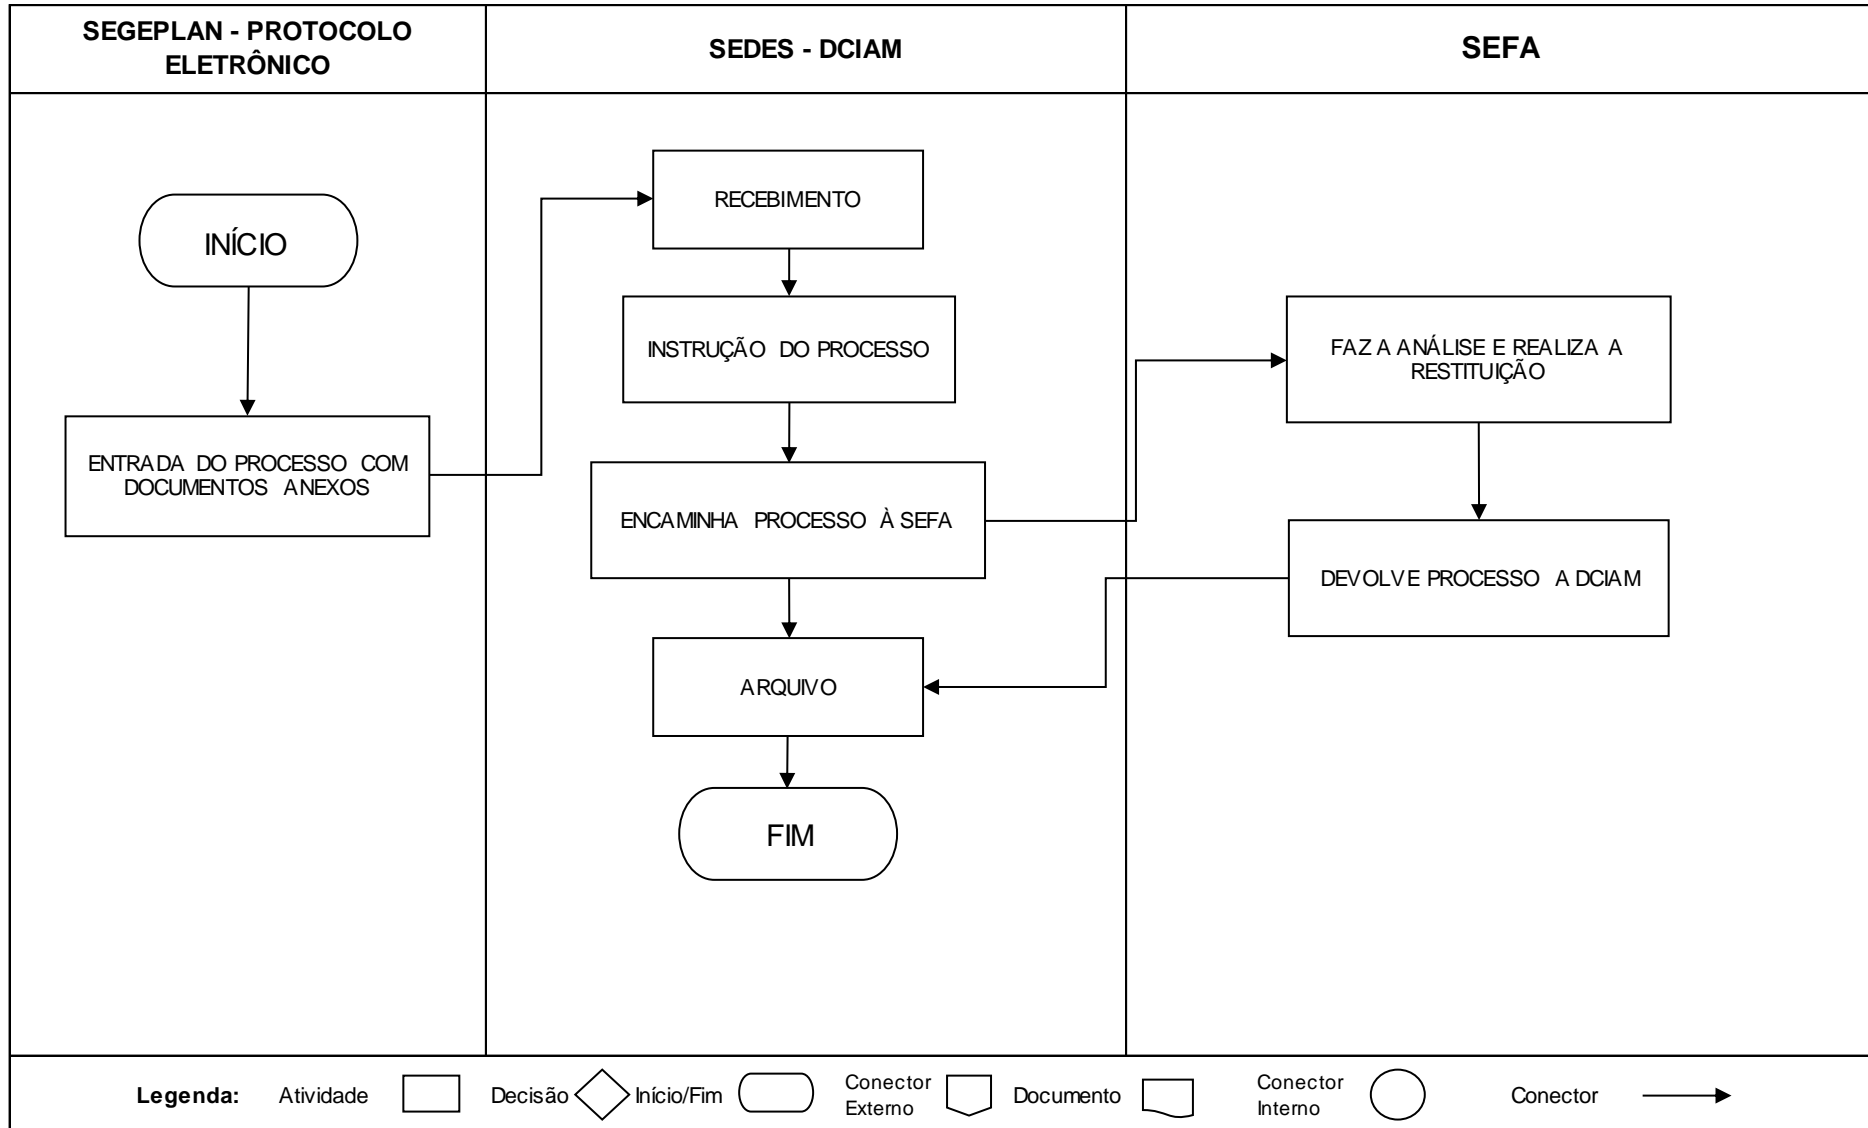 SEGEPLAN - PROTOCOLO
ELETRÔNICO
SEDES - DCIAM
SEFA
INÍCIO
ENTRADA DO PROCESSO COM
DOCUMENTOS ANEXOS
RECEBIMENTO
INSTRUÇÃO DO PROCESSO
ENCAMINHA PROCESSO À SEFA
ARQUIVO
FIM
FAZ A ANÁLISE E REALIZA A
RESTITUIÇÃO
DEVOLVE PROCESSO A DCIAM
Legenda:
Atividade
Decisão
Início/Fim
Conector
Externo
Documento
Conector
Interno
Conector